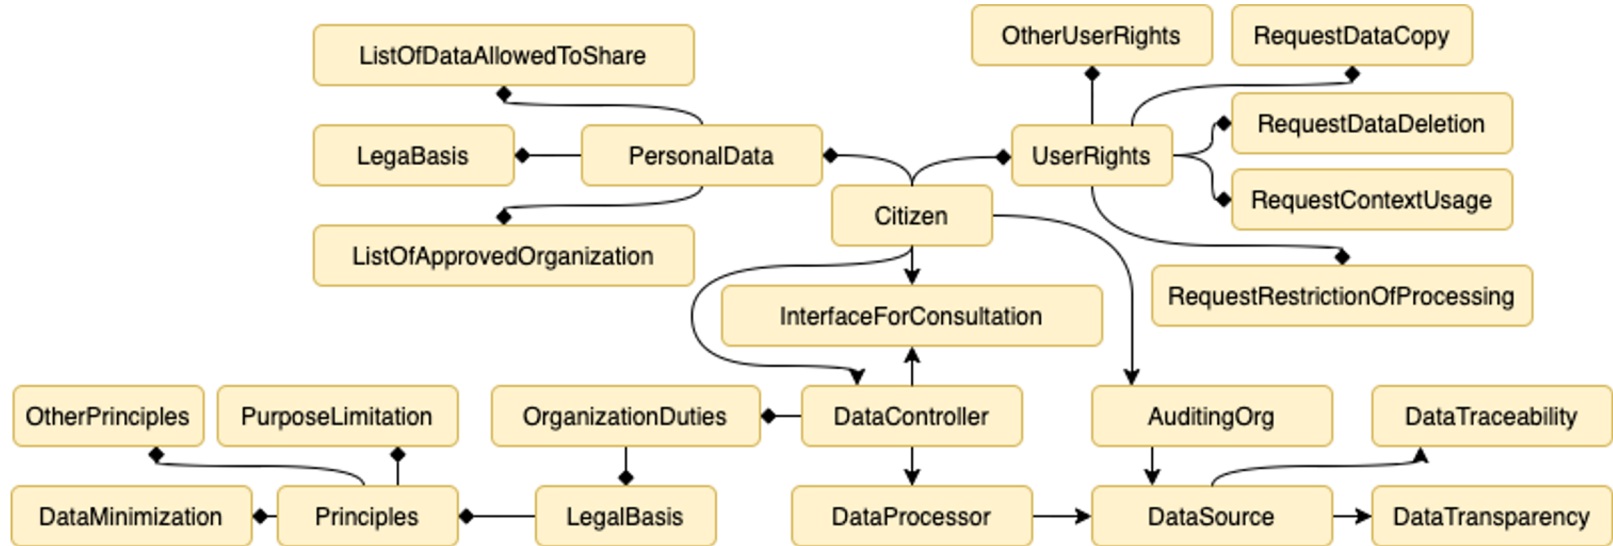 OtherUserRights
RequestDataCopy
ListOfDataAllowedToShare
RequestDataDeletion
LegaBasis
PersonalData
UserRights
RequestContextUsage
Citizen
ListOfApprovedOrganization
RequestRestrictionOfProcessing
InterfaceForConsultation
OtherPrinciples
PurposeLimitation
OrganizationDuties
DataController
AuditingOrg
DataTraceability
DataMinimization
Principles
LegalBasis
DataProcessor
DataSource
DataTransparency